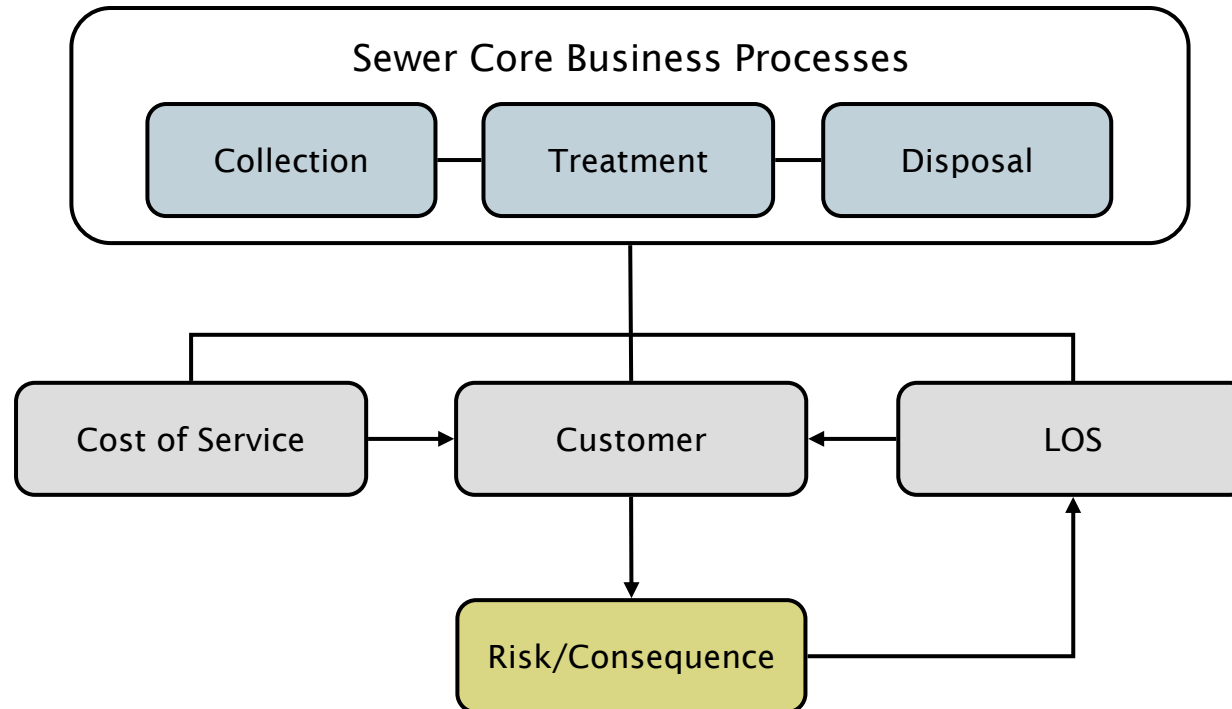 Sewer Core Business Processes
Collection
Treatment
Disposal
Cost of Service
Customer
LOS
Risk/Consequence